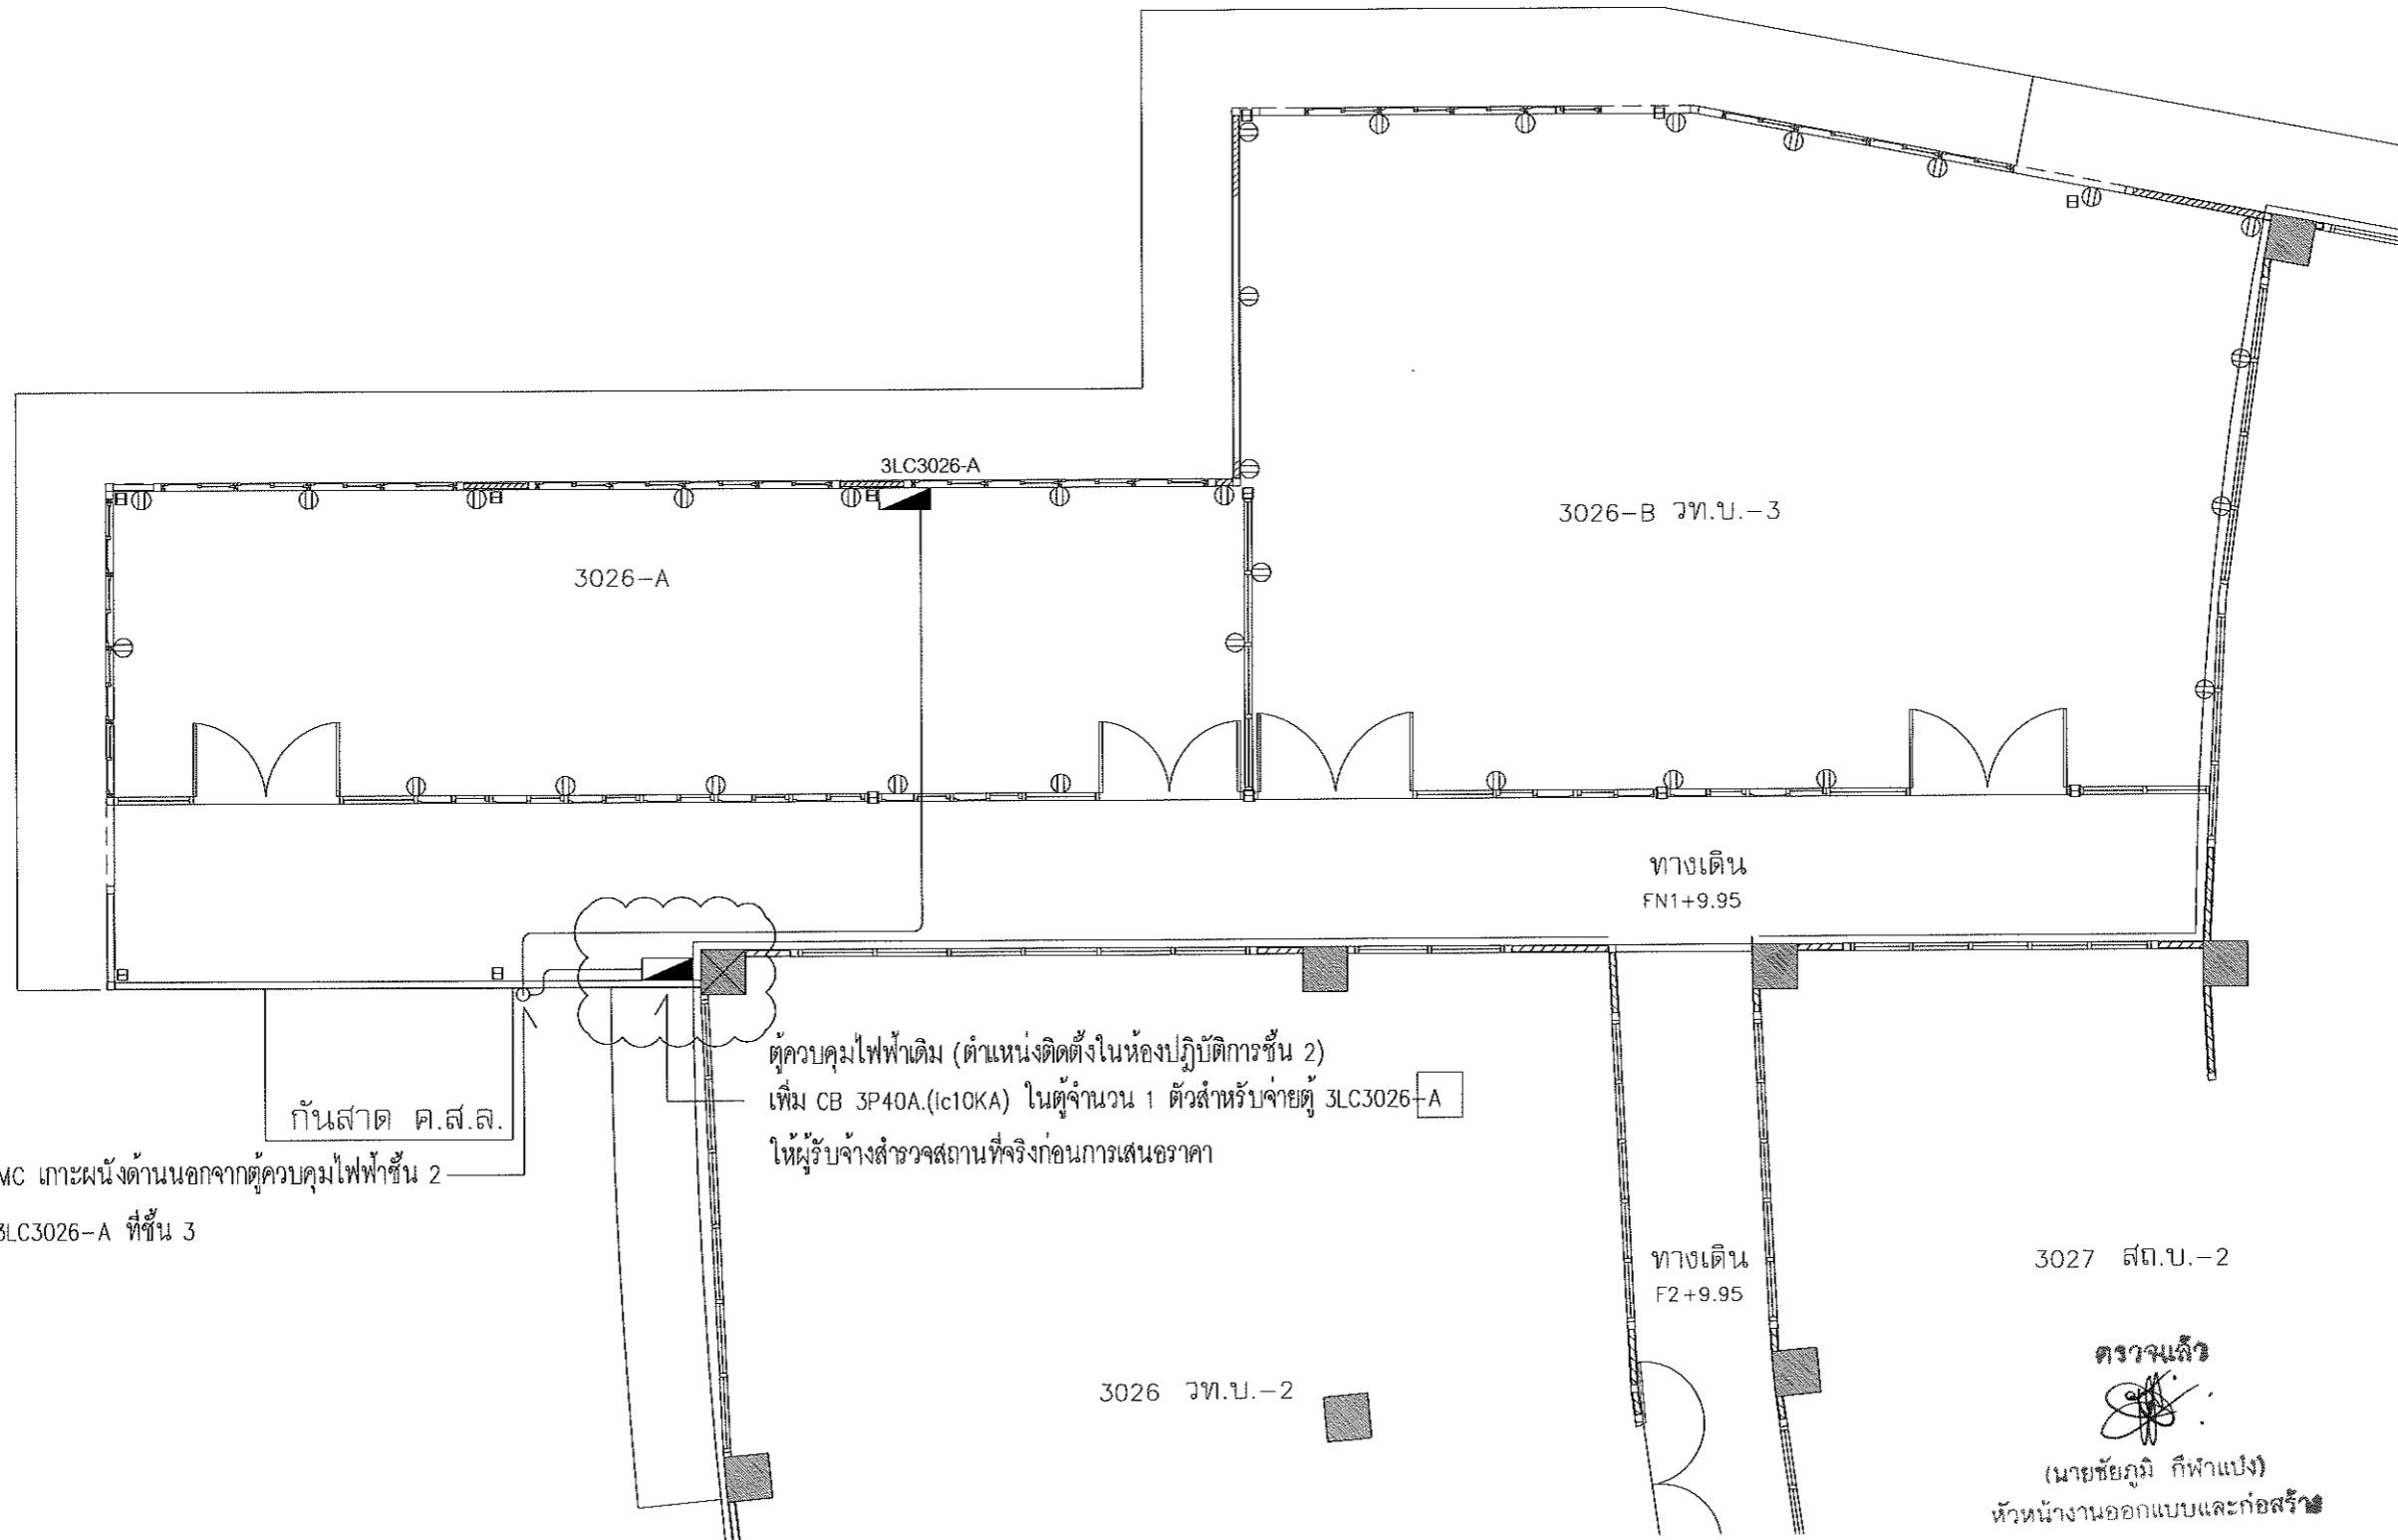 3LC3026-A
3026-B วท.บ.-3
3026-A
ทางเดิน
FN1+9.95
ตู้ควบคุมไฟฟ้าเดิม (ตำแหน่งติดตั้งในห้องปฎิบัติการชั้น 2)
เพิ่ม CB 3P40A.(Ic10KA) ในตู้จำนวน 1 ตัวสำหรับจ่ายตู้ 3LC3026-A
ให้ผู้รับจ้างสำรวจสถานที่จริงก่อนการเสนอราคา
กันสาด ค.ส.ล.
MC เกาะผนังด้านนอกจากตู้ควบคุมไฟฟ้าชั้น 2
3LC3026-A ที่ชั้น 3
ทางเดิน
F2+9.95
3027 สถ.บ.-2
3026 วท.บ.-2
ตรวจแล้ว
(นายชัยภูมิ กีฬาแปง)
หัวหน้างานออกแบบและก่อสร้าง